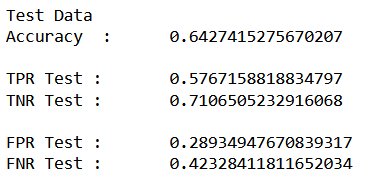 Test Data
Accuracy  :      0.6427415275670207
TPR Test :       0.5767158818834797
TNR Test :       0.7106505232916068
FPR Test :       0.28934947670839317
FNR Test :       0.42328411811652034